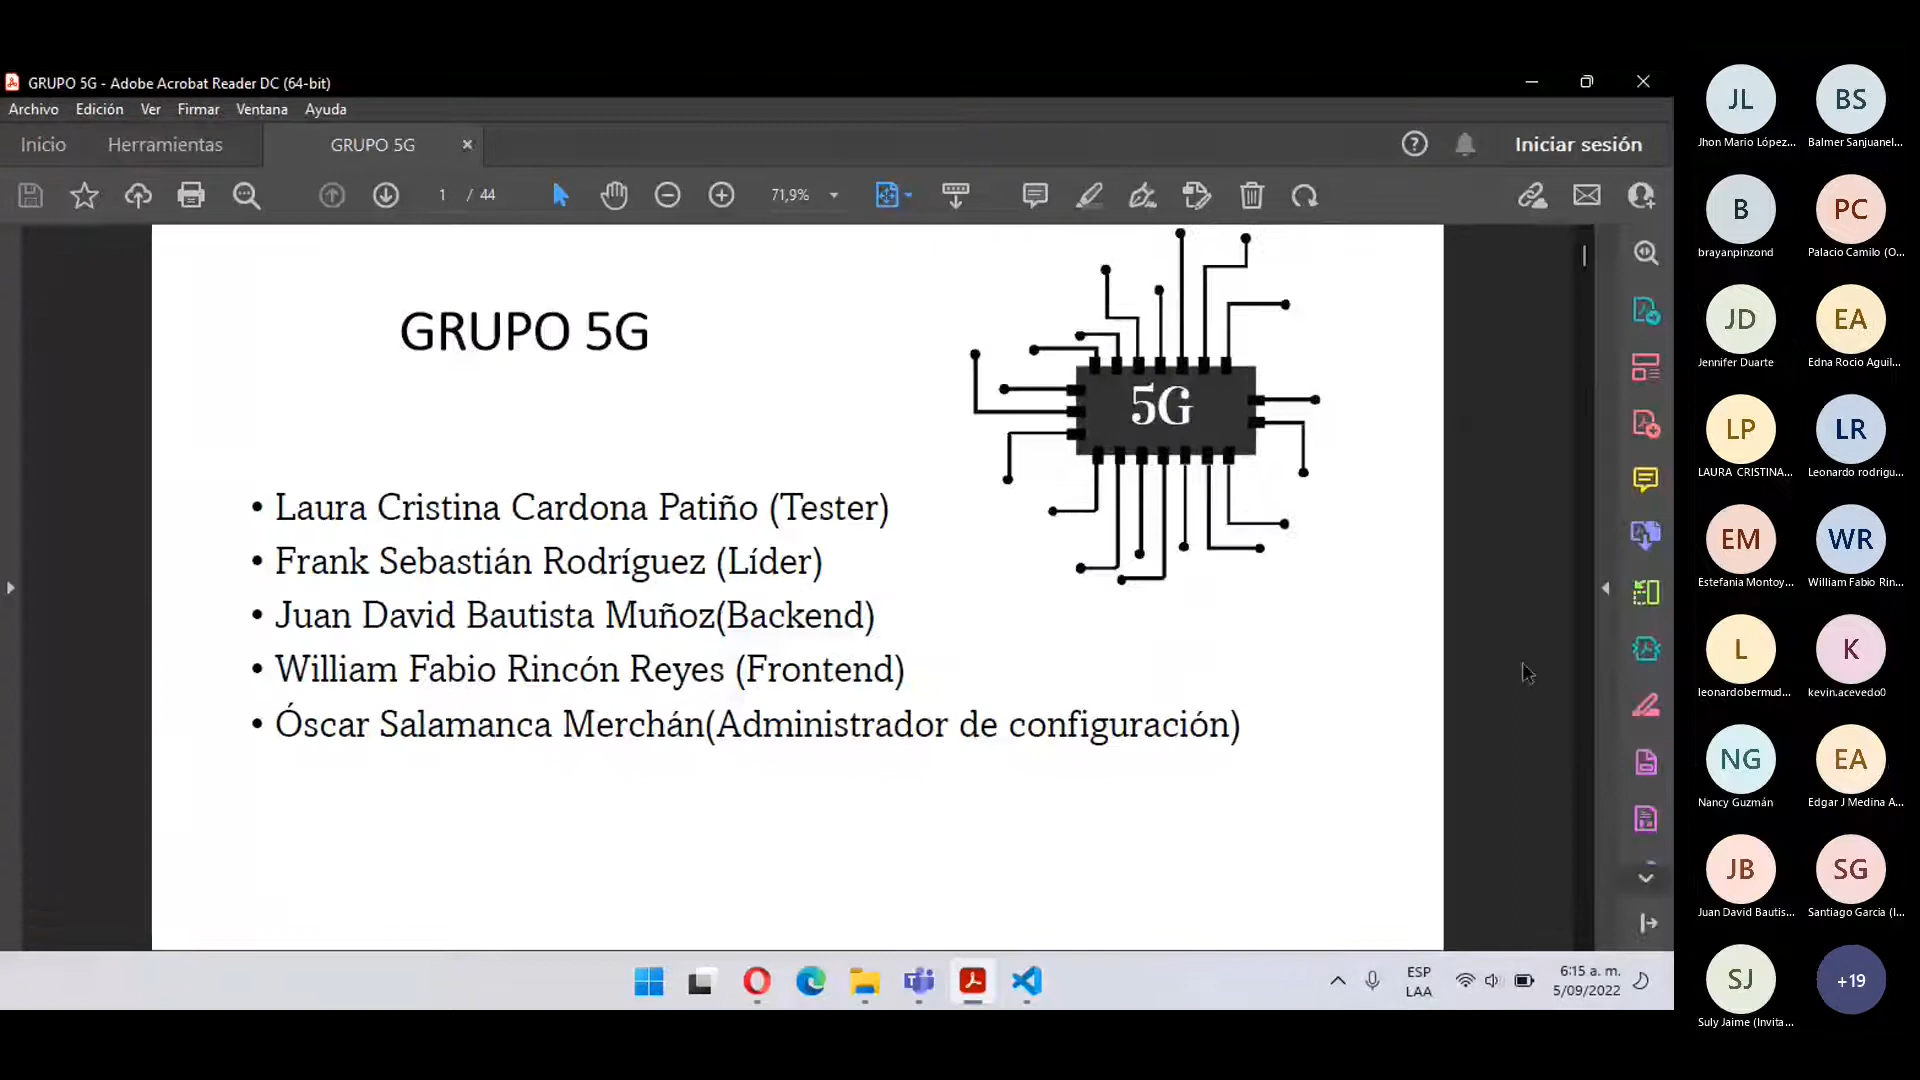 GRUPO 5G - Adobe Acrobat Reader DC (64-bit)
Archivo Edición Ver Firmar Ventana Ayuda
Inicio Herramientas GRUPO 5G Iniciar sesión
1 / 44 71,9%
GRUPO 5G
5G
• Laura Cristina Cardona Patiño (Tester)
• Frank Sebastián Rodríguez (Líder)
• Juan David Bautista Muñoz(Backend)
• William Fabio Rincón Reyes (Frontend)
• Óscar Salamanca Merchán(Administrador de configuración)
ESP
LAA
6:15 a. m.
5/09/2022
JL BS
Jhon Mario López... Balmer Sanjuanel...
B PC
brayanpinzond Palacio Camilo (O...
JD EA
Jennifer Duarte Edna Rocio Aguil...
LP LR
LAURA CRISTINA... Leonardo rodrigu...
EM WR
Estefania Montoy... William Fabio Rin...
L K
leonardobermud... kevin.acevedo0
NG EA
Nancy Guzmán Edgar J Medina A...
JB SG
Juan David Bautis... Santiago Garcia (I...
SJ +19
Suly Jaime (Invita...